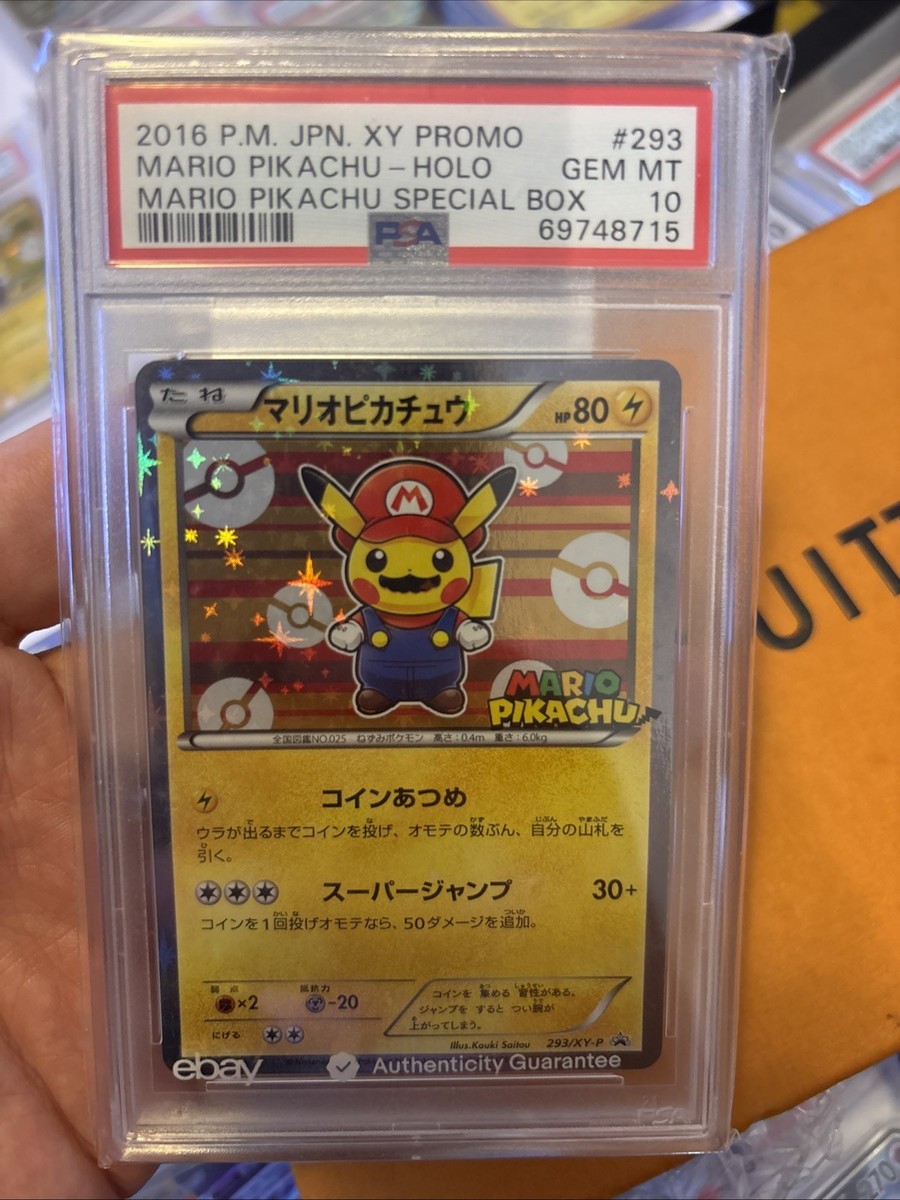 2016 P.M. JPN. XY PROMO #293
MARIO PIKACHU-HOLO GEM MT
MARIO PIKACHU SPECIAL BOX 10
PSA 69748715
たね マリオピカチュウ HP80
M
MARIO
PIKACHU
全国図鑑NO.025 ねずみポケモン 高さ:0.4m 重さ:6.0kg
コインあつめ
ウラが出るまでコインを投げ、オモテの数ぶん、自分の山札を
引く。
スーパージャンプ 30+
コインを1回投げオモテなら、50ダメージを追加。
弱点 抵抗力
×2 -20
にげる
コインを 集める 習性がある。
ジャンプを すると つい腕が
上がってしまう。
Illus.Kouki Saitou 293/XY-P
ebay Authenticity Guarantee
UIT